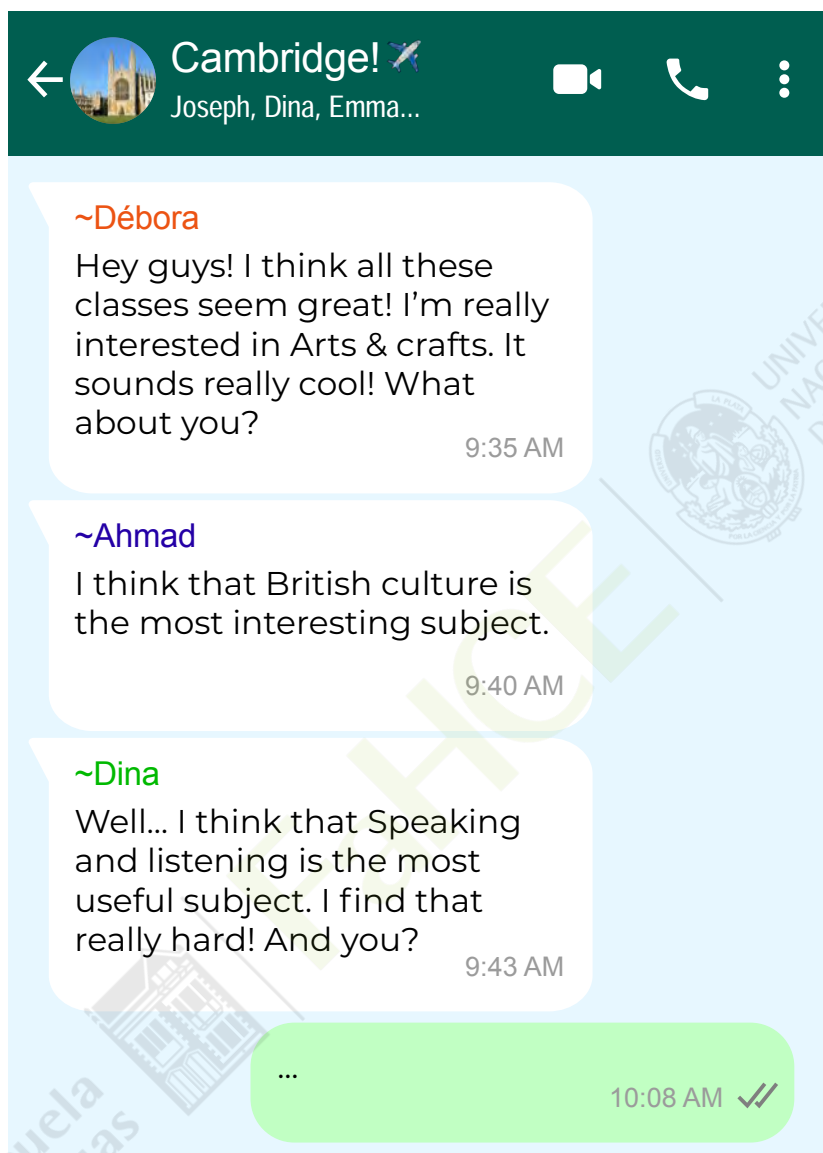 Cambridge!
Joseph, Dina, Emma...
~Débora
Hey guys! I think all these
classes seem great! I’m really
interested in Arts & crafts. It
sounds really cool! What
about you?
9:35 AM
~Ahmad
I think that British culture is
the most interesting subject.
9:40 AM
~Dina
Well... I think that Speaking
and listening is the most
useful subject. I find that
really hard! And you?
9:43 AM
...
10:08 AM
FaHCE